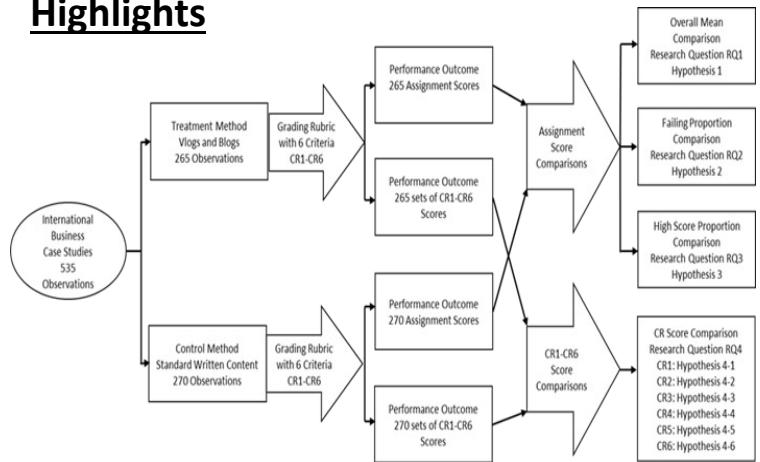 Highlights
International
Business
Case Studies
535
Observations
Treatment Method
Vlogs and Blogs
265 Observations
Control Method
Standard Written Content
270 Observations
Grading Rubric
with 6 Criteria
CR1-CR6
Grading Rubric
with 6 Criteria
CR1-CR6
Performance Outcome
265 Assignment Scores
Performance Outcome
265 sets of CR1-CR6
Scores
Performance Outcome
270 Assignment Scores
Performance Outcome
270 sets of CR1-CR6
Scores
Assignment
Score
Comparisons
CR1-CR6
Score
Comparisons
Overall Mean
Comparison
Research Question RQ1
Hypothesis 1
Failing Proportion
Comparison
Research Question RQ2
Hypothesis 2
High Score Proportion
Comparison
Research Question RQ3
Hypothesis 3
CR Score Comparison
Research Question RQ4
CR1: Hypothesis 4-1
CR2: Hypothesis 4-2
CR3: Hypothesis 4-3
CR4: Hypothesis 4-4
CR5: Hypothesis 4-5
CR6: Hypothesis 4-6